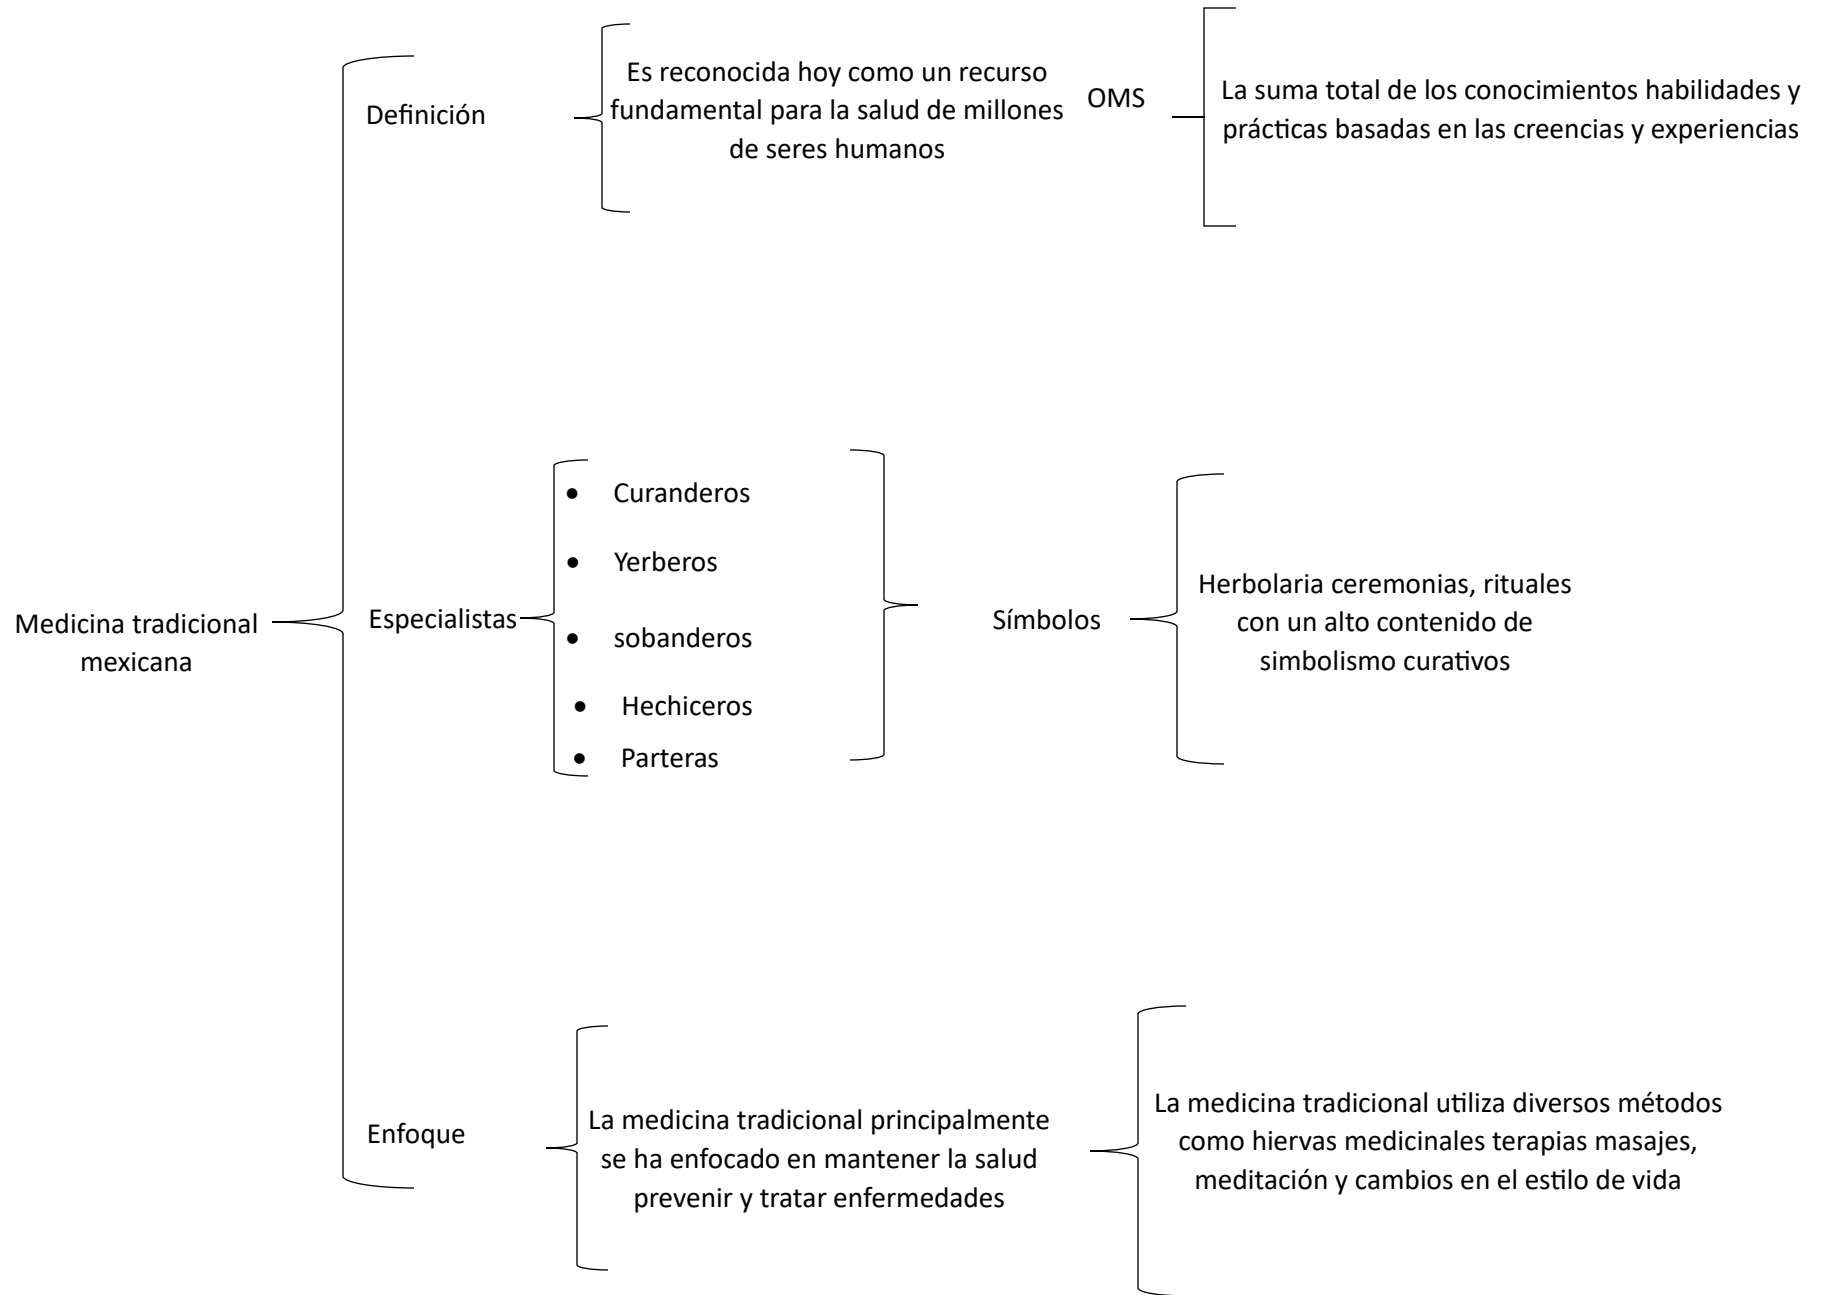 Medicina tradicional
mexicana
Definición
Es reconocida hoy como un recurso
fundamental para la salud de millones
de seres humanos
OMS
La suma total de los conocimientos habilidades y
prácticas basadas en las creencias y experiencias
Especialistas
• Curanderos
• Yerberos
• sobanderos
• Hechiceros
• Parteras
Símbolos
Herbolaria ceremonias, rituales
con un alto contenido de
simbolismo curativos
Enfoque
La medicina tradicional principalmente
se ha enfocado en mantener la salud
prevenir y tratar enfermedades
La medicina tradicional utiliza diversos métodos
como hiervas medicinales terapias masajes,
meditación y cambios en el estilo de vida